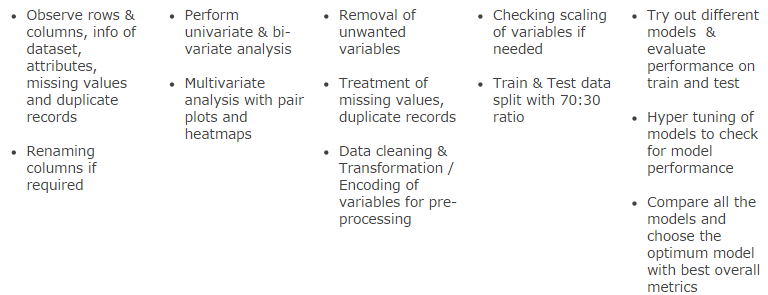 • Observe rows &
columns, info of
dataset,
attributes,
missing values
and duplicate
records
• Renaming
columns if
required
• Perform
univariate & bi-
variate analysis
• Multivariate
analysis with pair
plots and
heatmaps
• Removal of
unwanted
variables
• Treatment of
missing values,
duplicate records
• Data cleaning &
Transformation /
Encoding of
variables for pre-
processing
• Checking scaling
of variables if
needed
• Train & Test data
split with 70:30
ratio
• Try out different
models &
evaluate
performance on
train and test
• Hyper tuning of
models to check
for model
performance
• Compare all the
models and
choose the
optimum model
with best overall
metrics